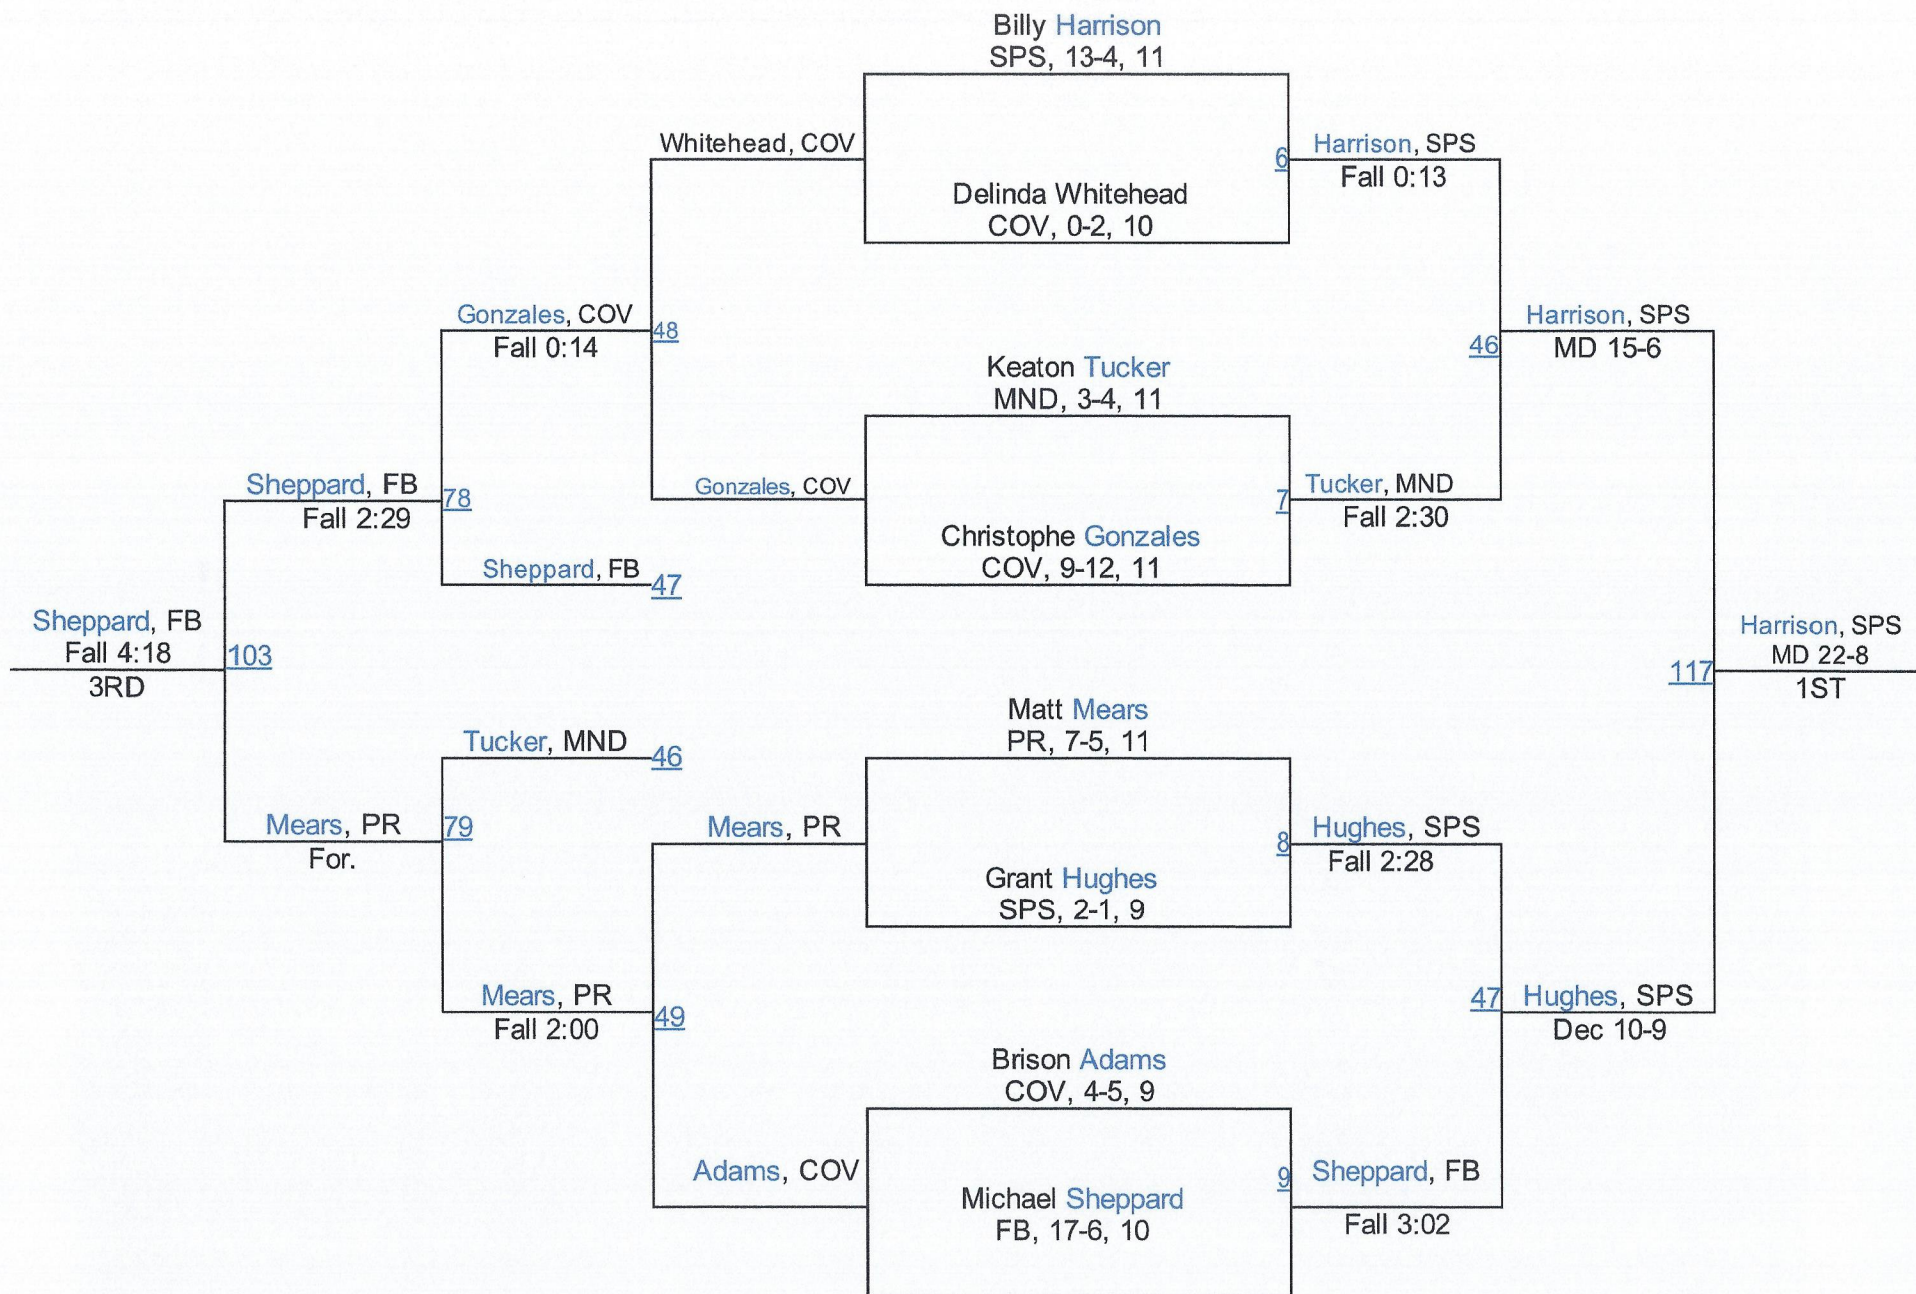 Billy Harrison
SPS, 13-4, 11
Whitehead, COV
6
Harrison, SPS
Fall 0:13
Delinda Whitehead
COV, 0-2, 10
Gonzales, COV
Fall 0:14
48
Harrison, SPS
MD 15-6
46
Keaton Tucker
MND, 3-4, 11
Sheppard, FB
Fall 2:29
78
Gonzales, COV
7
Tucker, MND
Fall 2:30
Christophe Gonzales
COV, 9-12, 11
Sheppard, FB
47
Sheppard, FB
Fall 4:18
3RD
103
Harrison, SPS
MD 22-8
1ST
117
Matt Mears
PR, 7-5, 11
Tucker, MND
46
Mears, PR
For.
79
Mears, PR
8
Hughes, SPS
Fall 2:28
Grant Hughes
SPS, 2-1, 9
Mears, PR
Fall 2:00
49
47
Hughes, SPS
Dec 10-9
Brison Adams
COV, 4-5, 9
Adams, COV
9
Sheppard, FB
Fall 3:02
Michael Sheppard
FB, 17-6, 10